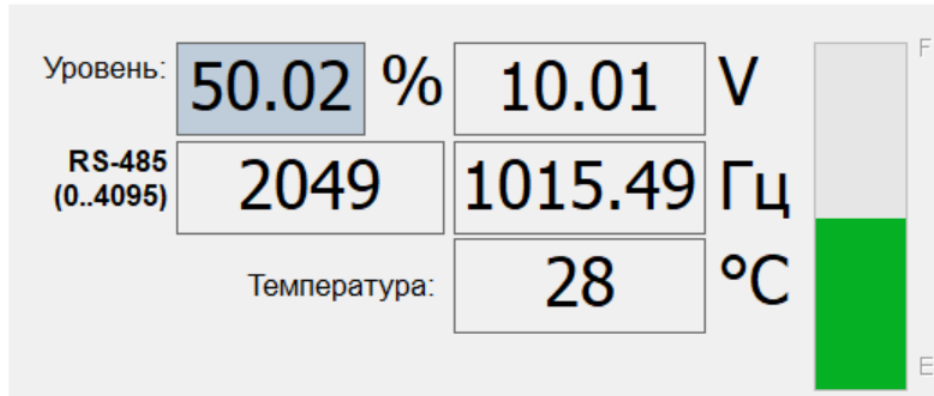 Уровень: 50.02 % 10.01 V F
RS-485
(0..4095) 2049 1015.49 Гц
Температура: 28 °C
E